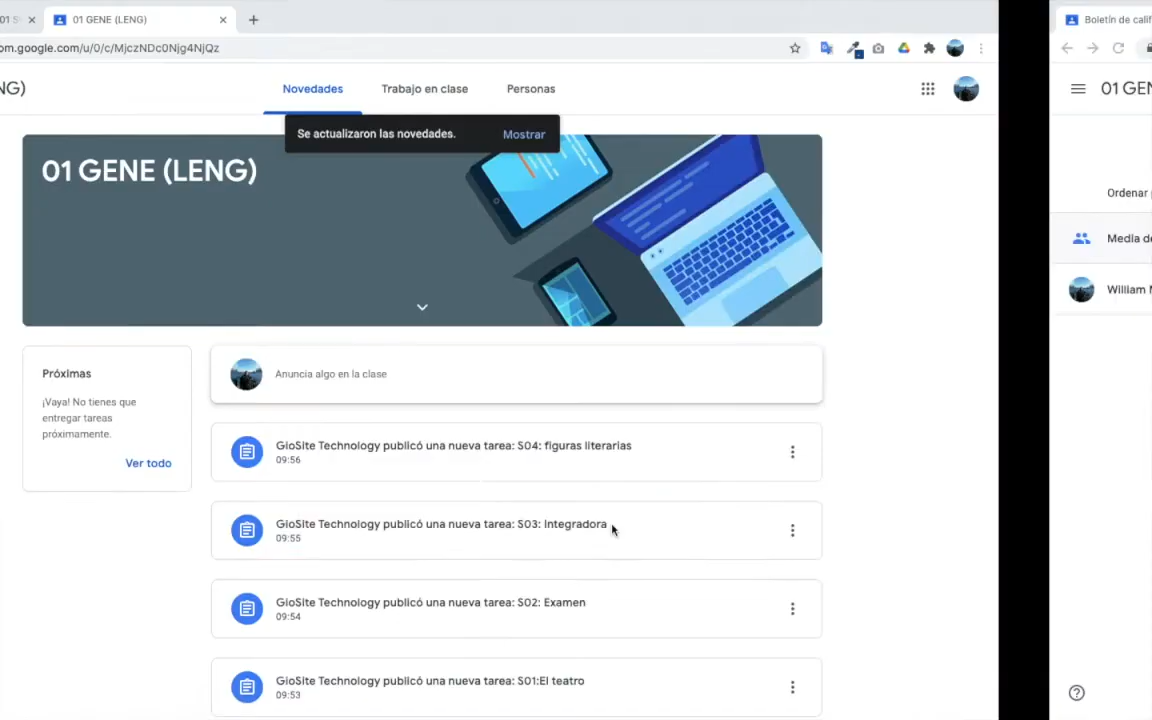 01 S
01 GENE (LENG)
Boletín de calif
om.google.com/u/0/c/MjczNDc0Njg4NjQz
NG)
Novedades
Trabajo en clase
Personas
01 GEN
Se actualizaron las novedades.
Mostrar
01 GENE (LENG)
Ordenar
Media de
William
Próximas
¡Vaya! No tienes que
entregar tareas
próximamente.
Ver todo
Anuncia algo en la clase
GioSite Technology publicó una nueva tarea: S04: figuras literarias
09:56
GioSite Technology publicó una nueva tarea: S03: Integradora
09:55
GioSite Technology publicó una nueva tarea: S02: Examen
09:54
GioSite Technology publicó una nueva tarea: S01:El teatro
09:53